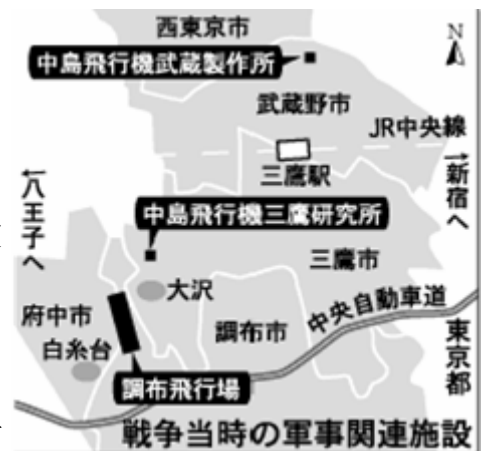 西東京市
N
中島飛行機武蔵製作所
武蔵野市
JR中央線
三鷹駅
←八王子へ
→新宿へ
中島飛行機三鷹研究所
三鷹市
大沢
府中市
調布市
中央自動車道
白糸台
東京都
調布飛行場
戦争当時の軍事関連施設